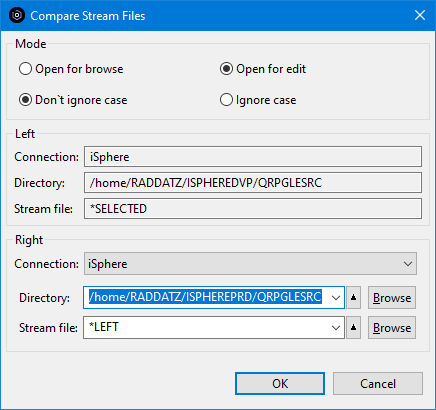 Compare Stream Files
Mode
Open for browse
Open for edit
Don`t ignore case
Ignore case
Left
Connection: iSphere
Directory: /home/RADDATZ/ISPHEREDVP/QRPGLESRC
Stream file: *SELECTED
Right
Connection: iSphere
Directory: /home/RADDATZ/ISPHEREPRD/QRPGLESRC Browse
Stream file: *LEFT Browse
OK Cancel